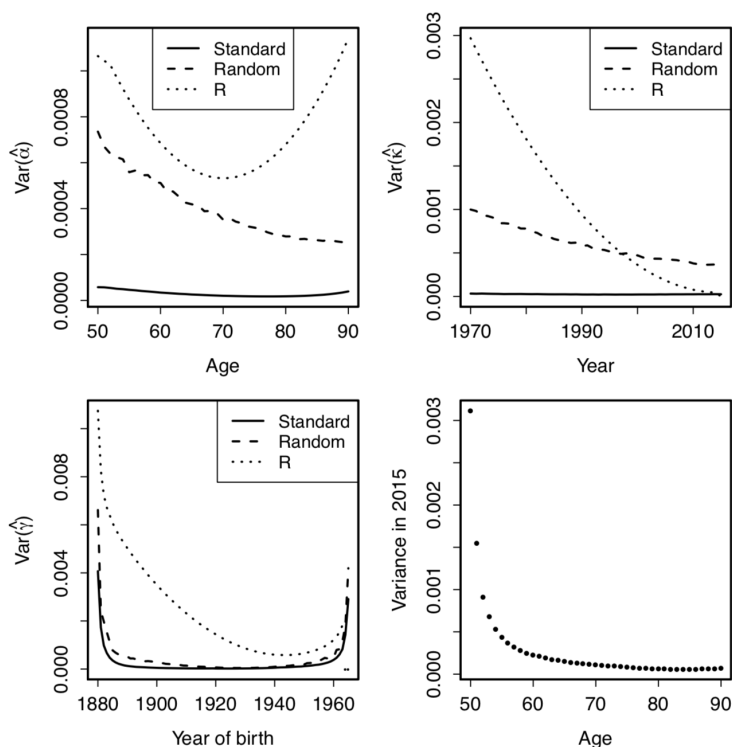 Standard
Random
R
Var(α̂)
0.0000 0.0004 0.0008
50 60 70 80 90
Age
Standard
Random
R
Var(κ̂)
0.000 0.001 0.002 0.003
1970 1990 2010
Year
Standard
Random
R
Var(γ̂)
0.000 0.004 0.008
1880 1900 1920 1940 1960
Year of birth
Variance in 2015
0.000 0.001 0.002 0.003
50 60 70 80 90
Age